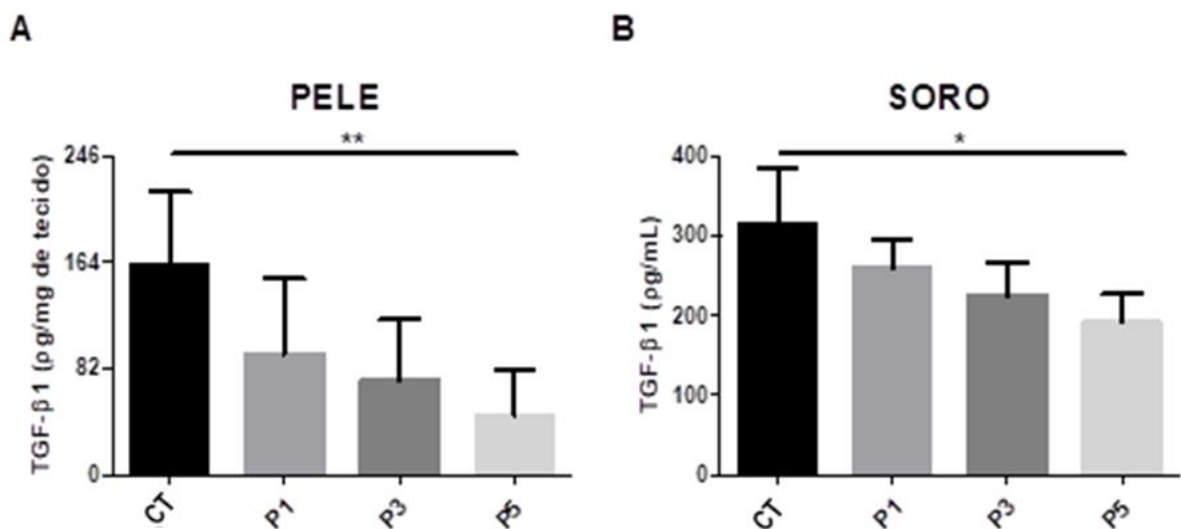 A
PELE
**
TGF-β1 (ρg/mg de tecido)
246
164
82
0
CT
P1
P3
P5
B
SORO
*
TGF-β1 (ρg/mL)
400
300
200
100
0
CT
P1
P3
P5